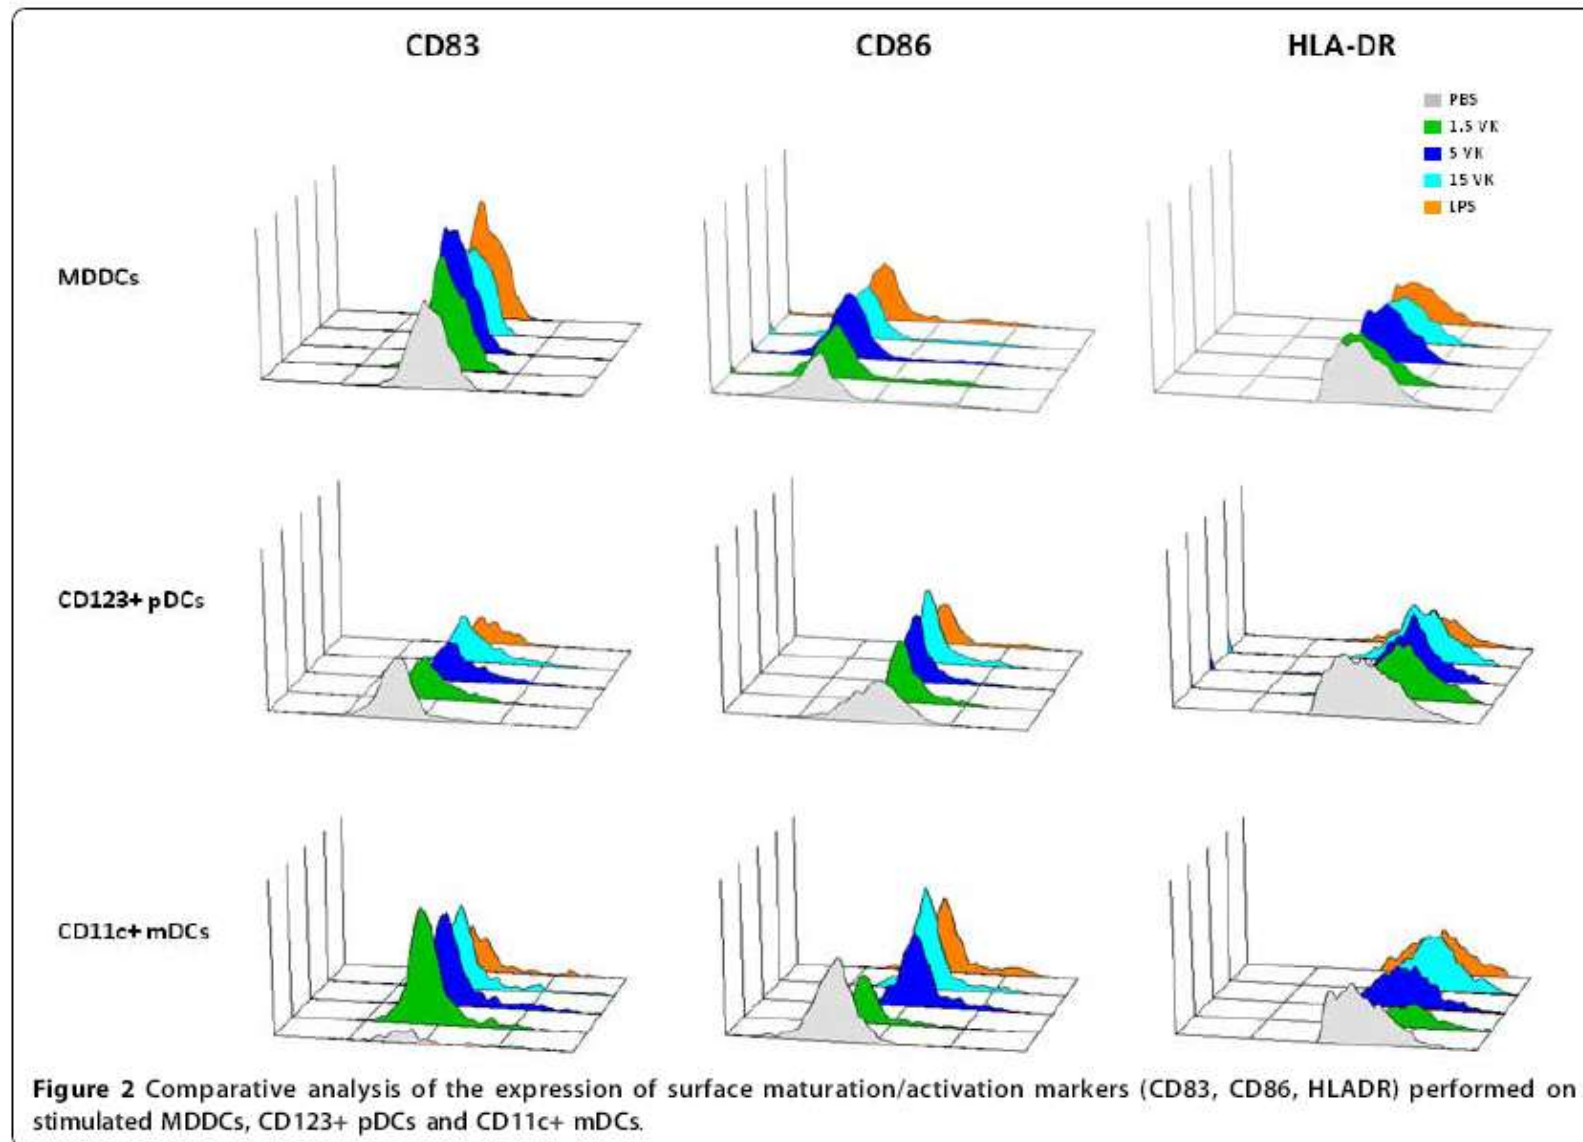 CD83 CD86 HLA-DR
PBS
1.5 VK
5 VK
15 VK
LPS
MDDCs
CD123+ pDCs
CD11c+ mDCs
Figure 2 Comparative analysis of the expression of surface maturation/activation markers (CD83, CD86, HLADR) performed on
stimulated MDDCs, CD123+ pDCs and CD11c+ mDCs.